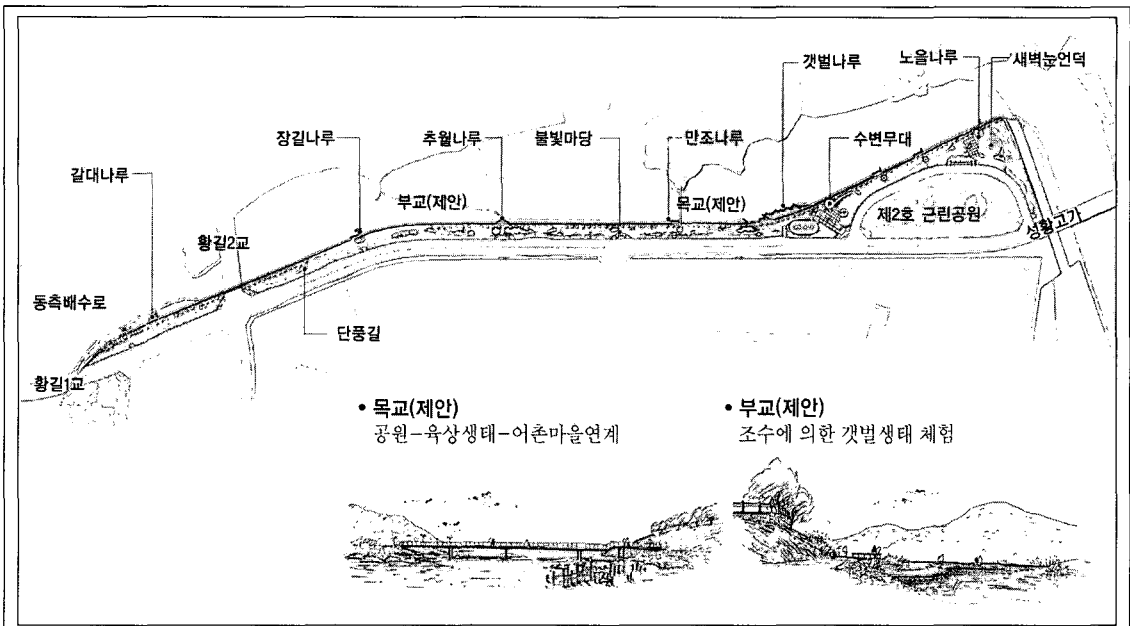 갯벌나루
노을나루
새벽눈언덕
장길나루
추월나루
불빛마당
만조나루
수변무대
갈대나루
부교(제안)
목교(제안)
제2호 근린공원
성황고가
황길2교
동측배수로
단풍길
황길1교
• 목교(제안)
공원-육상생태-어촌마을연계
• 부교(제안)
조수에 의한 갯벌생태 체험